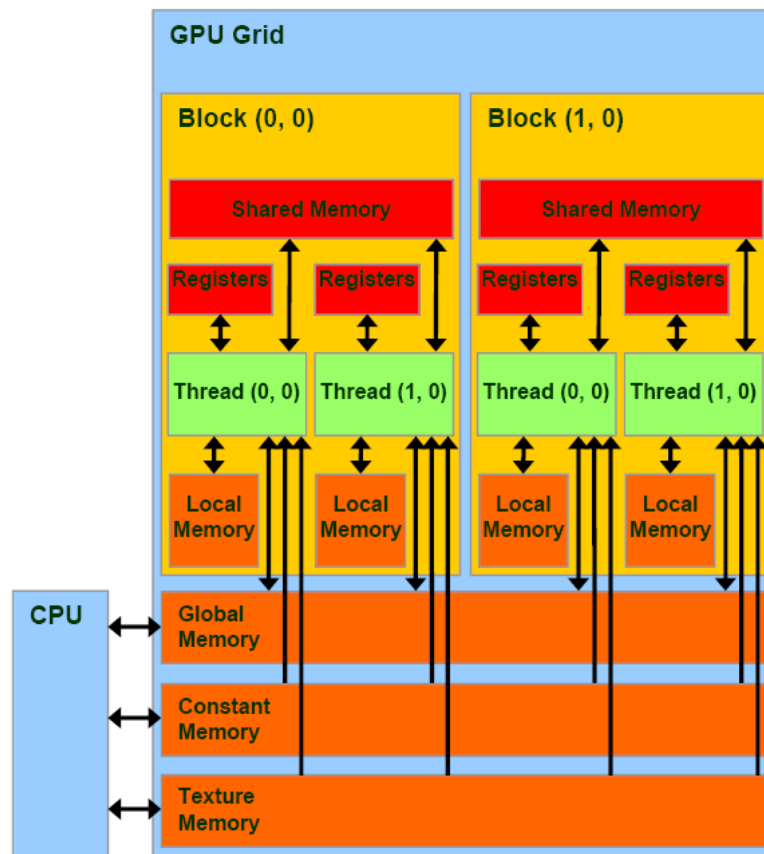 GPU Grid
Block (0, 0)
Block (1, 0)
Shared Memory
Shared Memory
Registers
Registers
Registers
Registers
Thread (0, 0)
Thread (1, 0)
Thread (0, 0)
Thread (1, 0)
Local
Memory
Local
Memory
Local
Memory
Local
Memory
CPU
Global
Memory
Constant
Memory
Texture
Memory